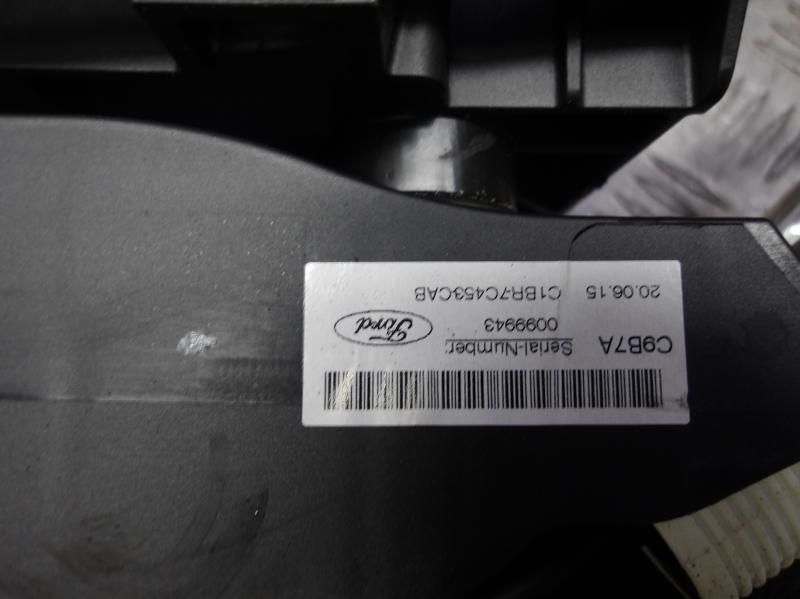 C9B7A
Serial-Number:
0099943
Ford
20.06.15 C1BR7C453CAB